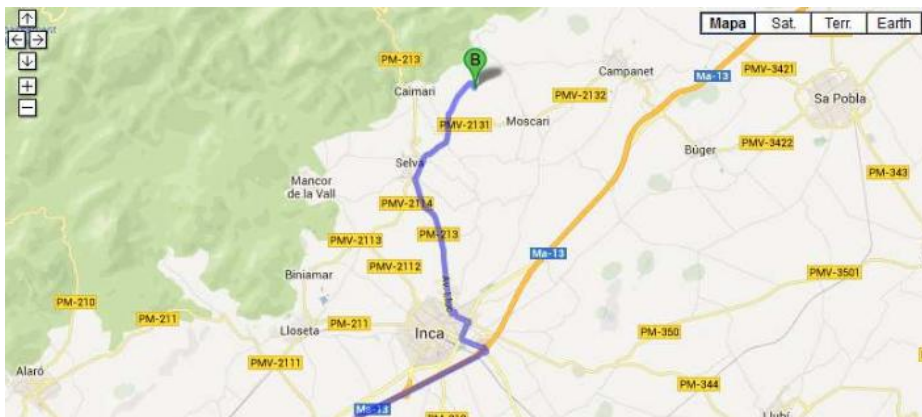 Mapa Sat. Terr. Earth
PM-213
B
Campanet
Ma-13
PMV-3421
Caimari
PMV-2132
Sa Pobla
PMV-2131
Moscari
PMV-3422
Búger
Selva
PM-343
Mancor
de la Vall
PMV-2114
PM-213
PMV-2113
Ma-13
PMV-2112
PMV-3501
Biniamar
PM-210
PM-211
Lloseta
PM-211
Inca
PM-350
PMV-2111
Alaró
PM-344
Ma-13
Llubí